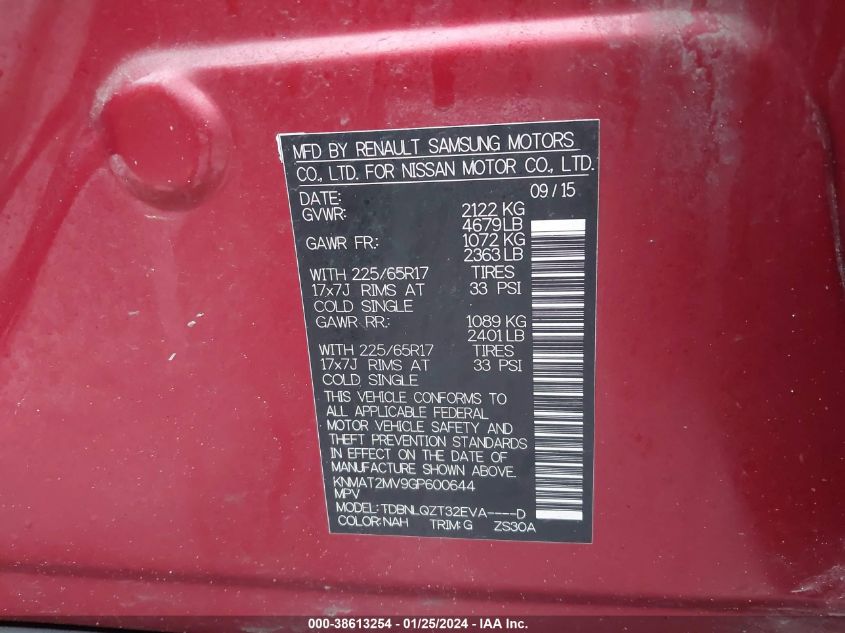 MFD BY RENAULT SAMSUNG MOTORS
CO., LTD. FOR NISSAN MOTOR CO., LTD.
DATE: 09 / 15
GVWR: 2122 KG
4679 LB
GAWR FR: 1072 KG
2363 LB
WITH 225/65R17 TIRES
17x7J RIMS AT 33 PSI
COLD SINGLE
GAWR RR: 1089 KG
2401 LB
WITH 225/65R17 TIRES
17x7J RIMS AT 33 PSI
COLD SINGLE
THIS VEHICLE CONFORMS TO
ALL APPLICABLE FEDERAL
MOTOR VEHICLE SAFETY AND
THEFT PREVENTION STANDARDS
IN EFFECT ON THE DATE OF
MANUFACTURE SHOWN ABOVE.
KNMAT2MV9GP600644
MPV
MODEL: TDBNLQZT32EVA----D
COLOR: NAH TRIM: G ZS30A
000-38613254 - 01/25/2024 - IAA Inc.